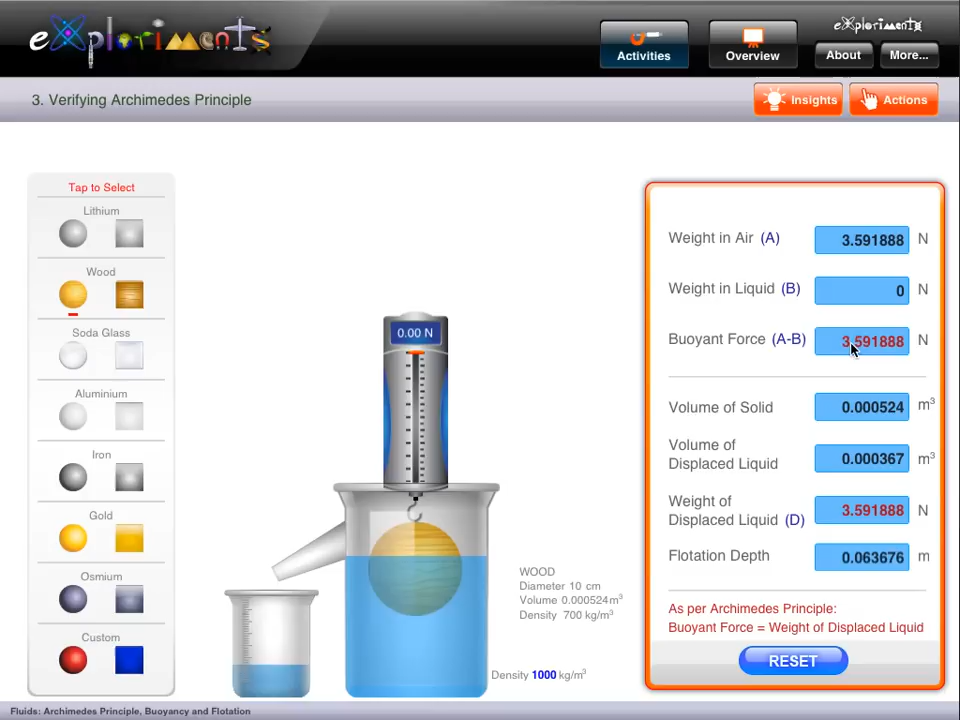 eXploriments
Activities
Overview
eXploriments
About
More...
3. Verifying Archimedes Principle
Insights
Actions
Tap to Select
Lithium
Wood
Soda Glass
Aluminium
Iron
Gold
Osmium
Custom
0.00 N
WOOD
Diameter 10 cm
Volume 0.000524m³
Density 700 kg/m³
Density 1000 kg/m³
Weight in Air (A) 3.591888 N
Weight in Liquid (B) 0 N
Buoyant Force (A-B) 3.591888 N
Volume of Solid 0.000524 m³
Volume of
Displaced Liquid 0.000367 m³
Weight of
Displaced Liquid (D) 3.591888 N
Flotation Depth 0.063676 m
As per Archimedes Principle:
Buoyant Force = Weight of Displaced Liquid
RESET
Fluids: Archimedes Principle, Buoyancy and Flotation